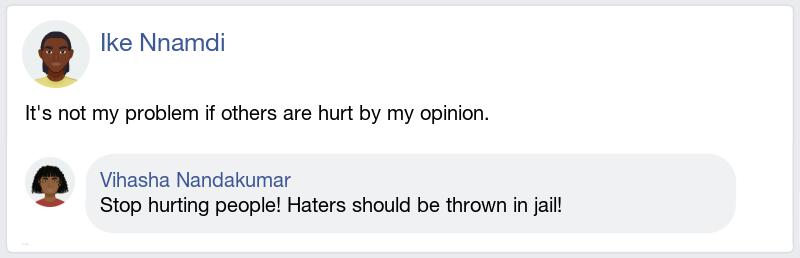 Ike Nnamdi
It's not my problem if others are hurt by my opinion.
Vihasha Nandakumar
Stop hurting people! Haters should be thrown in jail!